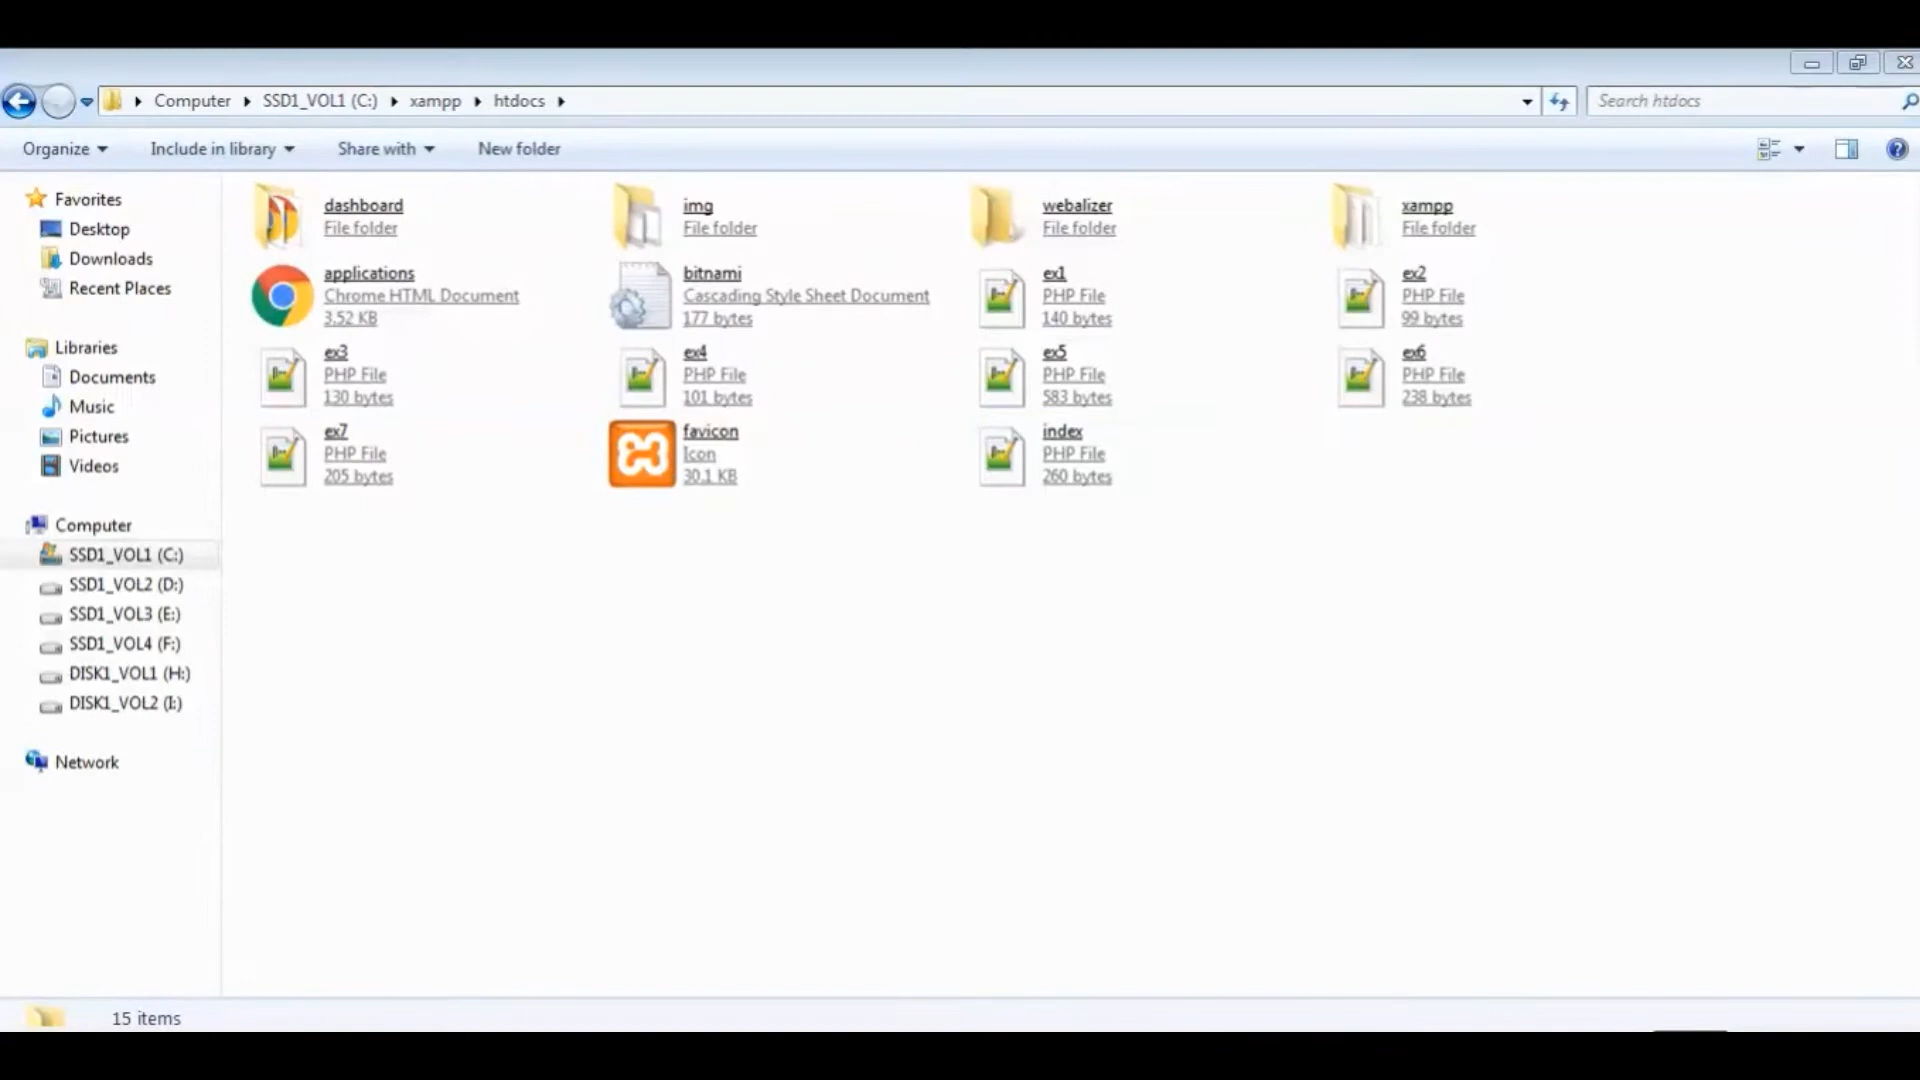 Computer SSD1_VOL1 (C:) xampp htdocs
Search htdocs
Organize Include in library Share with New folder
Favorites
Desktop
Downloads
Recent Places
Libraries
Documents
Music
Pictures
Videos
Computer
SSD1_VOL1 (C:)
SSD1_VOL2 (D:)
SSD1_VOL3 (E:)
SSD1_VOL4 (F:)
DISK1_VOL1 (H:)
DISK1_VOL2 (I:)
Network
dashboard
File folder
img
File folder
webalizer
File folder
xampp
File folder
applications
Chrome HTML Document
3.52 KB
bitnami
Cascading Style Sheet Document
177 bytes
ex1
PHP File
140 bytes
ex2
PHP File
99 bytes
ex3
PHP File
130 bytes
ex4
PHP File
101 bytes
ex5
PHP File
583 bytes
ex6
PHP File
238 bytes
ex7
PHP File
205 bytes
favicon
Icon
30.1 KB
index
PHP File
260 bytes
15 items